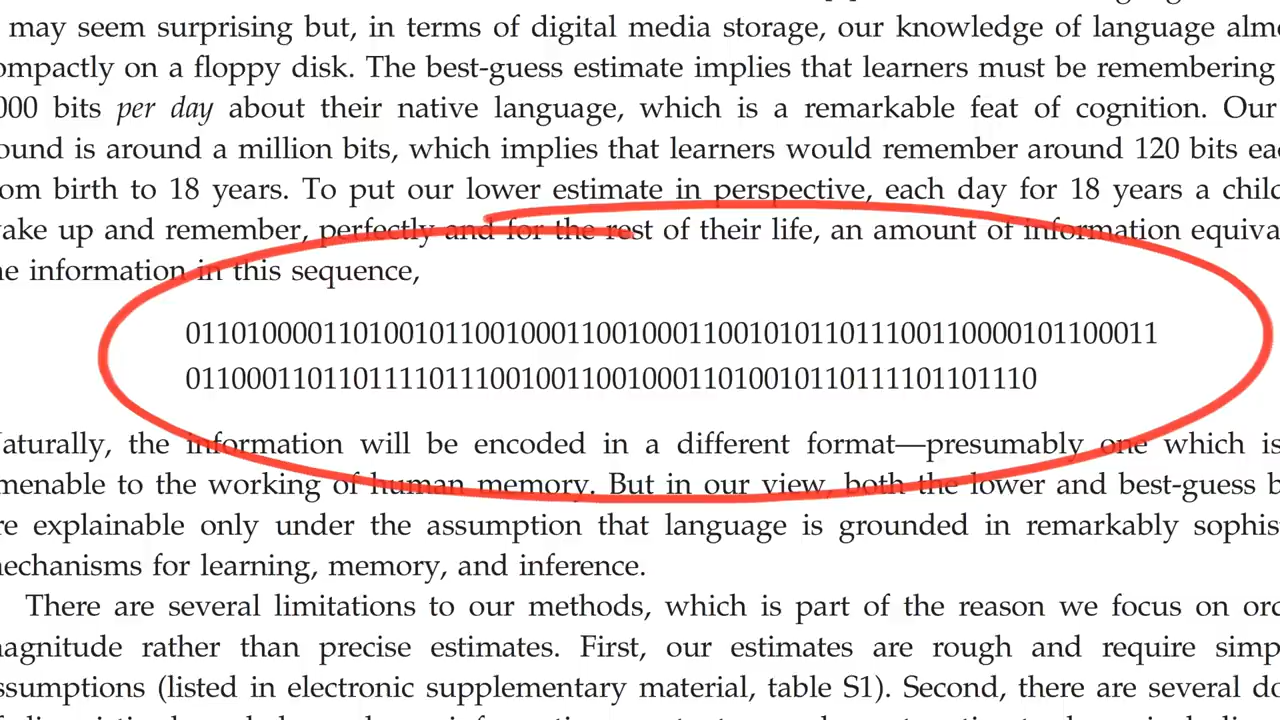 may seem surprising but, in terms of digital media storage, our knowledge of language alm
ompactly on a floppy disk. The best-guess estimate implies that learners must be remembering
000 bits per day about their native language, which is a remarkable feat of cognition. Our
ound is around a million bits, which implies that learners would remember around 120 bits ea
om birth to 18 years. To put our lower estimate in perspective, each day for 18 years a chil
ake up and remember, perfectly and for the rest of their life, an amount of information equiva
e information in this sequence,
0110100001101001011001000110010001100101011011100110000101100011
01100011011011110111001001100100011010010110111101101110
aturally, the information will be encoded in a different format—presumably one which is
menable to the working of human memory. But in our view, both the lower and best-guess b
re explainable only under the assumption that language is grounded in remarkably sophis
echanisms for learning, memory, and inference.
There are several limitations to our methods, which is part of the reason we focus on or
agnitude rather than precise estimates. First, our estimates are rough and require simp
ssumptions (listed in electronic supplementary material, table S1). Second, there are several do